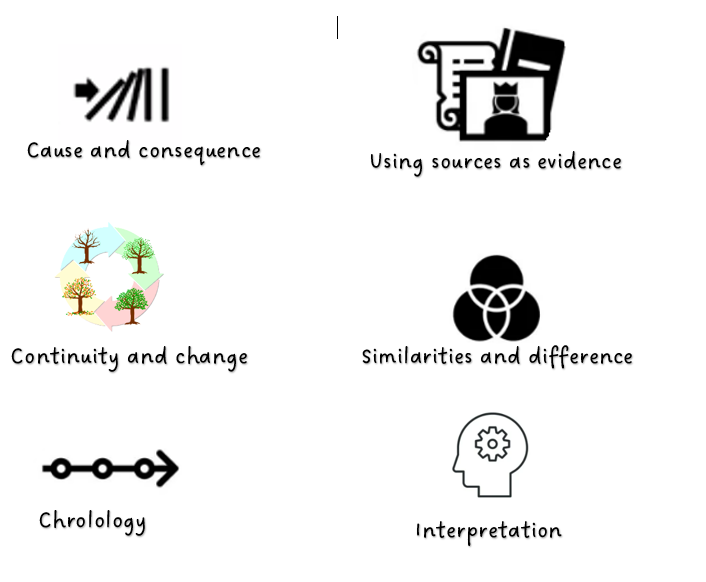 Cause and consequence
Using sources as evidence
Continuity and change
Similarities and difference
Chrolology
Interpretation